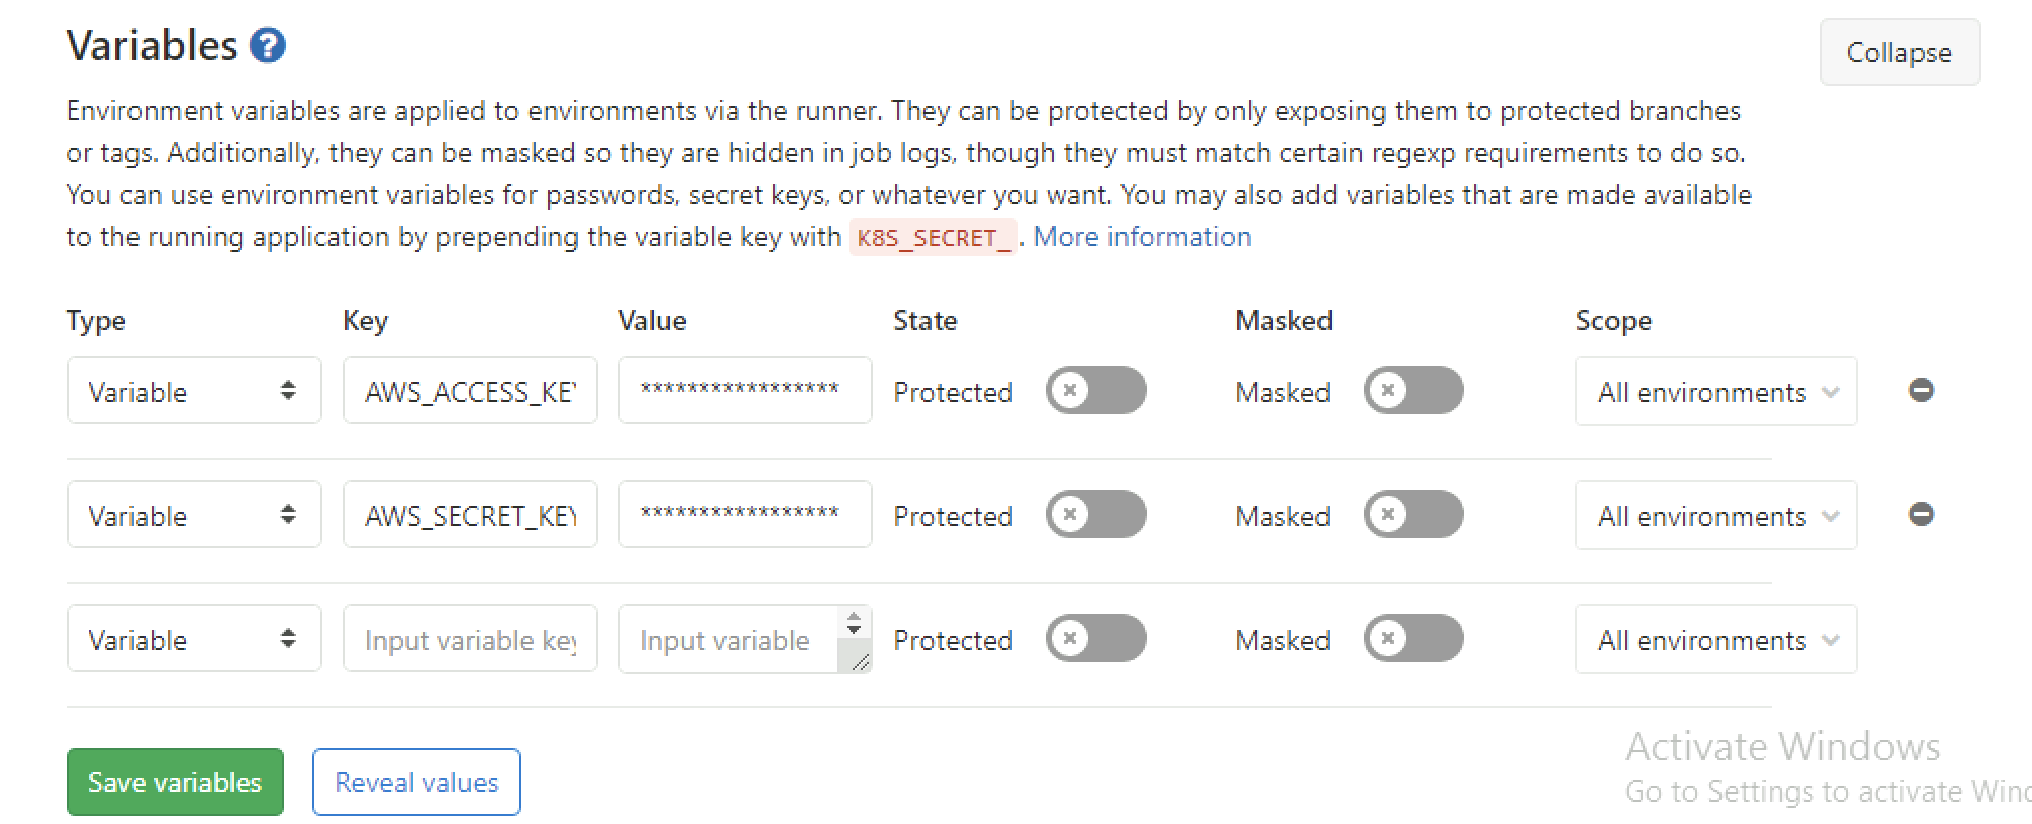 Variables
Collapse
Environment variables are applied to environments via the runner. They can be protected by only exposing them to protected branches
or tags. Additionally, they can be masked so they are hidden in job logs, though they must match certain regexp requirements to do so.
You can use environment variables for passwords, secret keys, or whatever you want. You may also add variables that are made available
to the running application by prepending the variable key with K8S_SECRET_ . More information
Type Key Value State Masked Scope
Variable AWS_ACCESS_KE ***************** Protected Masked All environments
Variable AWS_SECRET_KEY ***************** Protected Masked All environments
Variable Input variable key Input variable Protected Masked All environments
Save variables Reveal values
Activate Windows
Go to Settings to activate Wind